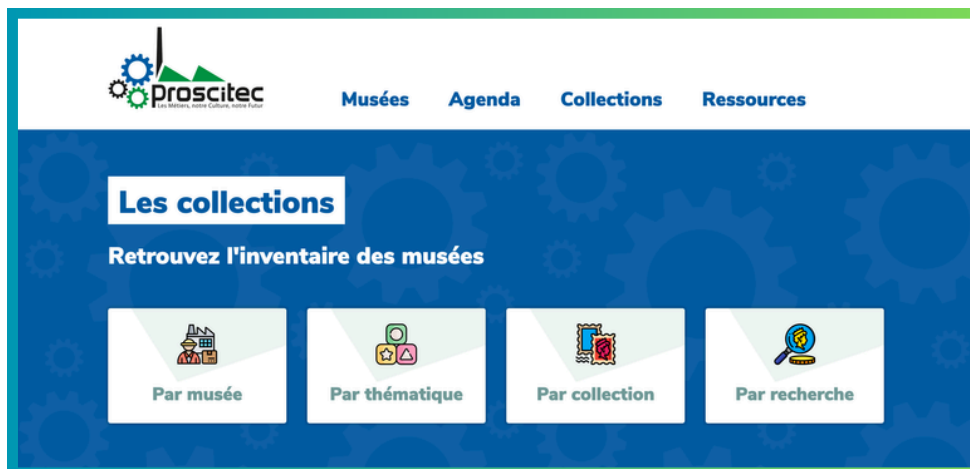 proscitec
Les Métiers, notre Culture, notre Futur
Musées Agenda Collections Ressources
Les collections
Retrouvez l'inventaire des musées
Par musée Par thématique Par collection Par recherche